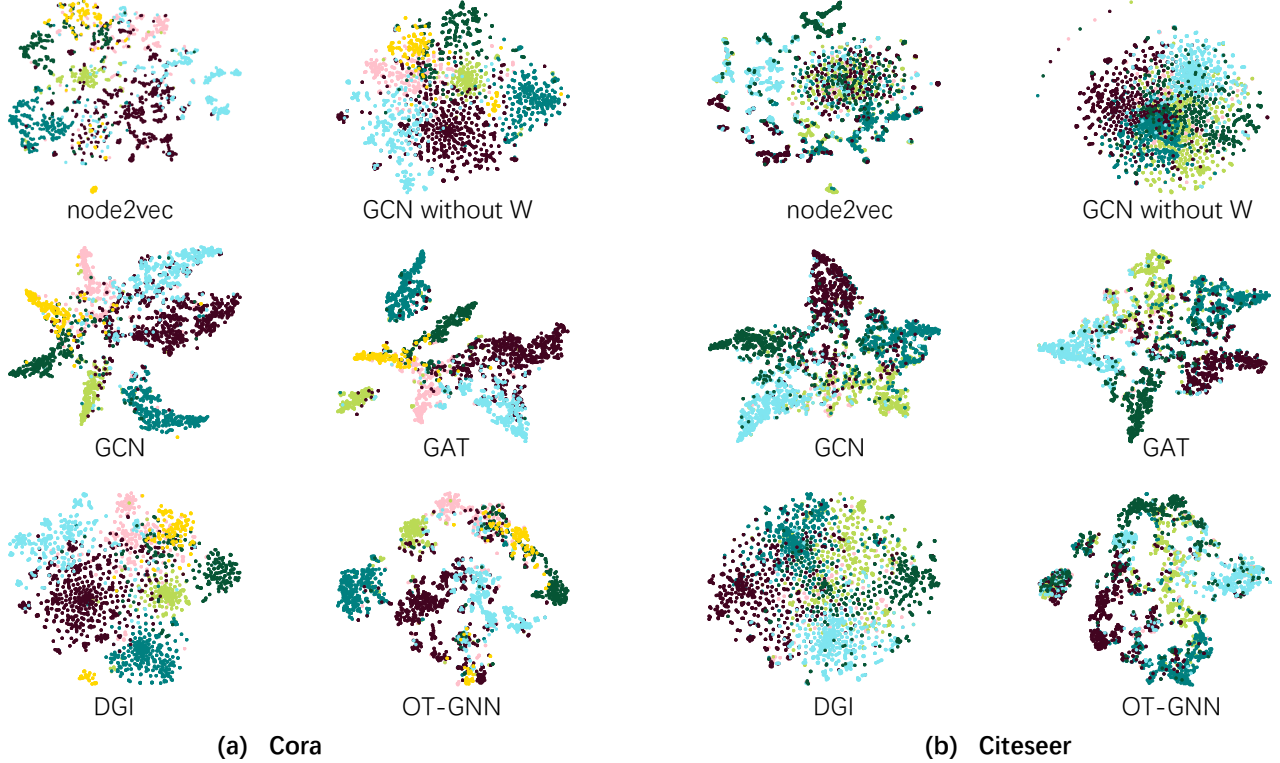 node2vec
GCN without W
node2vec
GCN without W
GCN
GAT
GCN
GAT
DGI
OT-GNN
DGI
OT-GNN
(a) Cora
(b) Citeseer